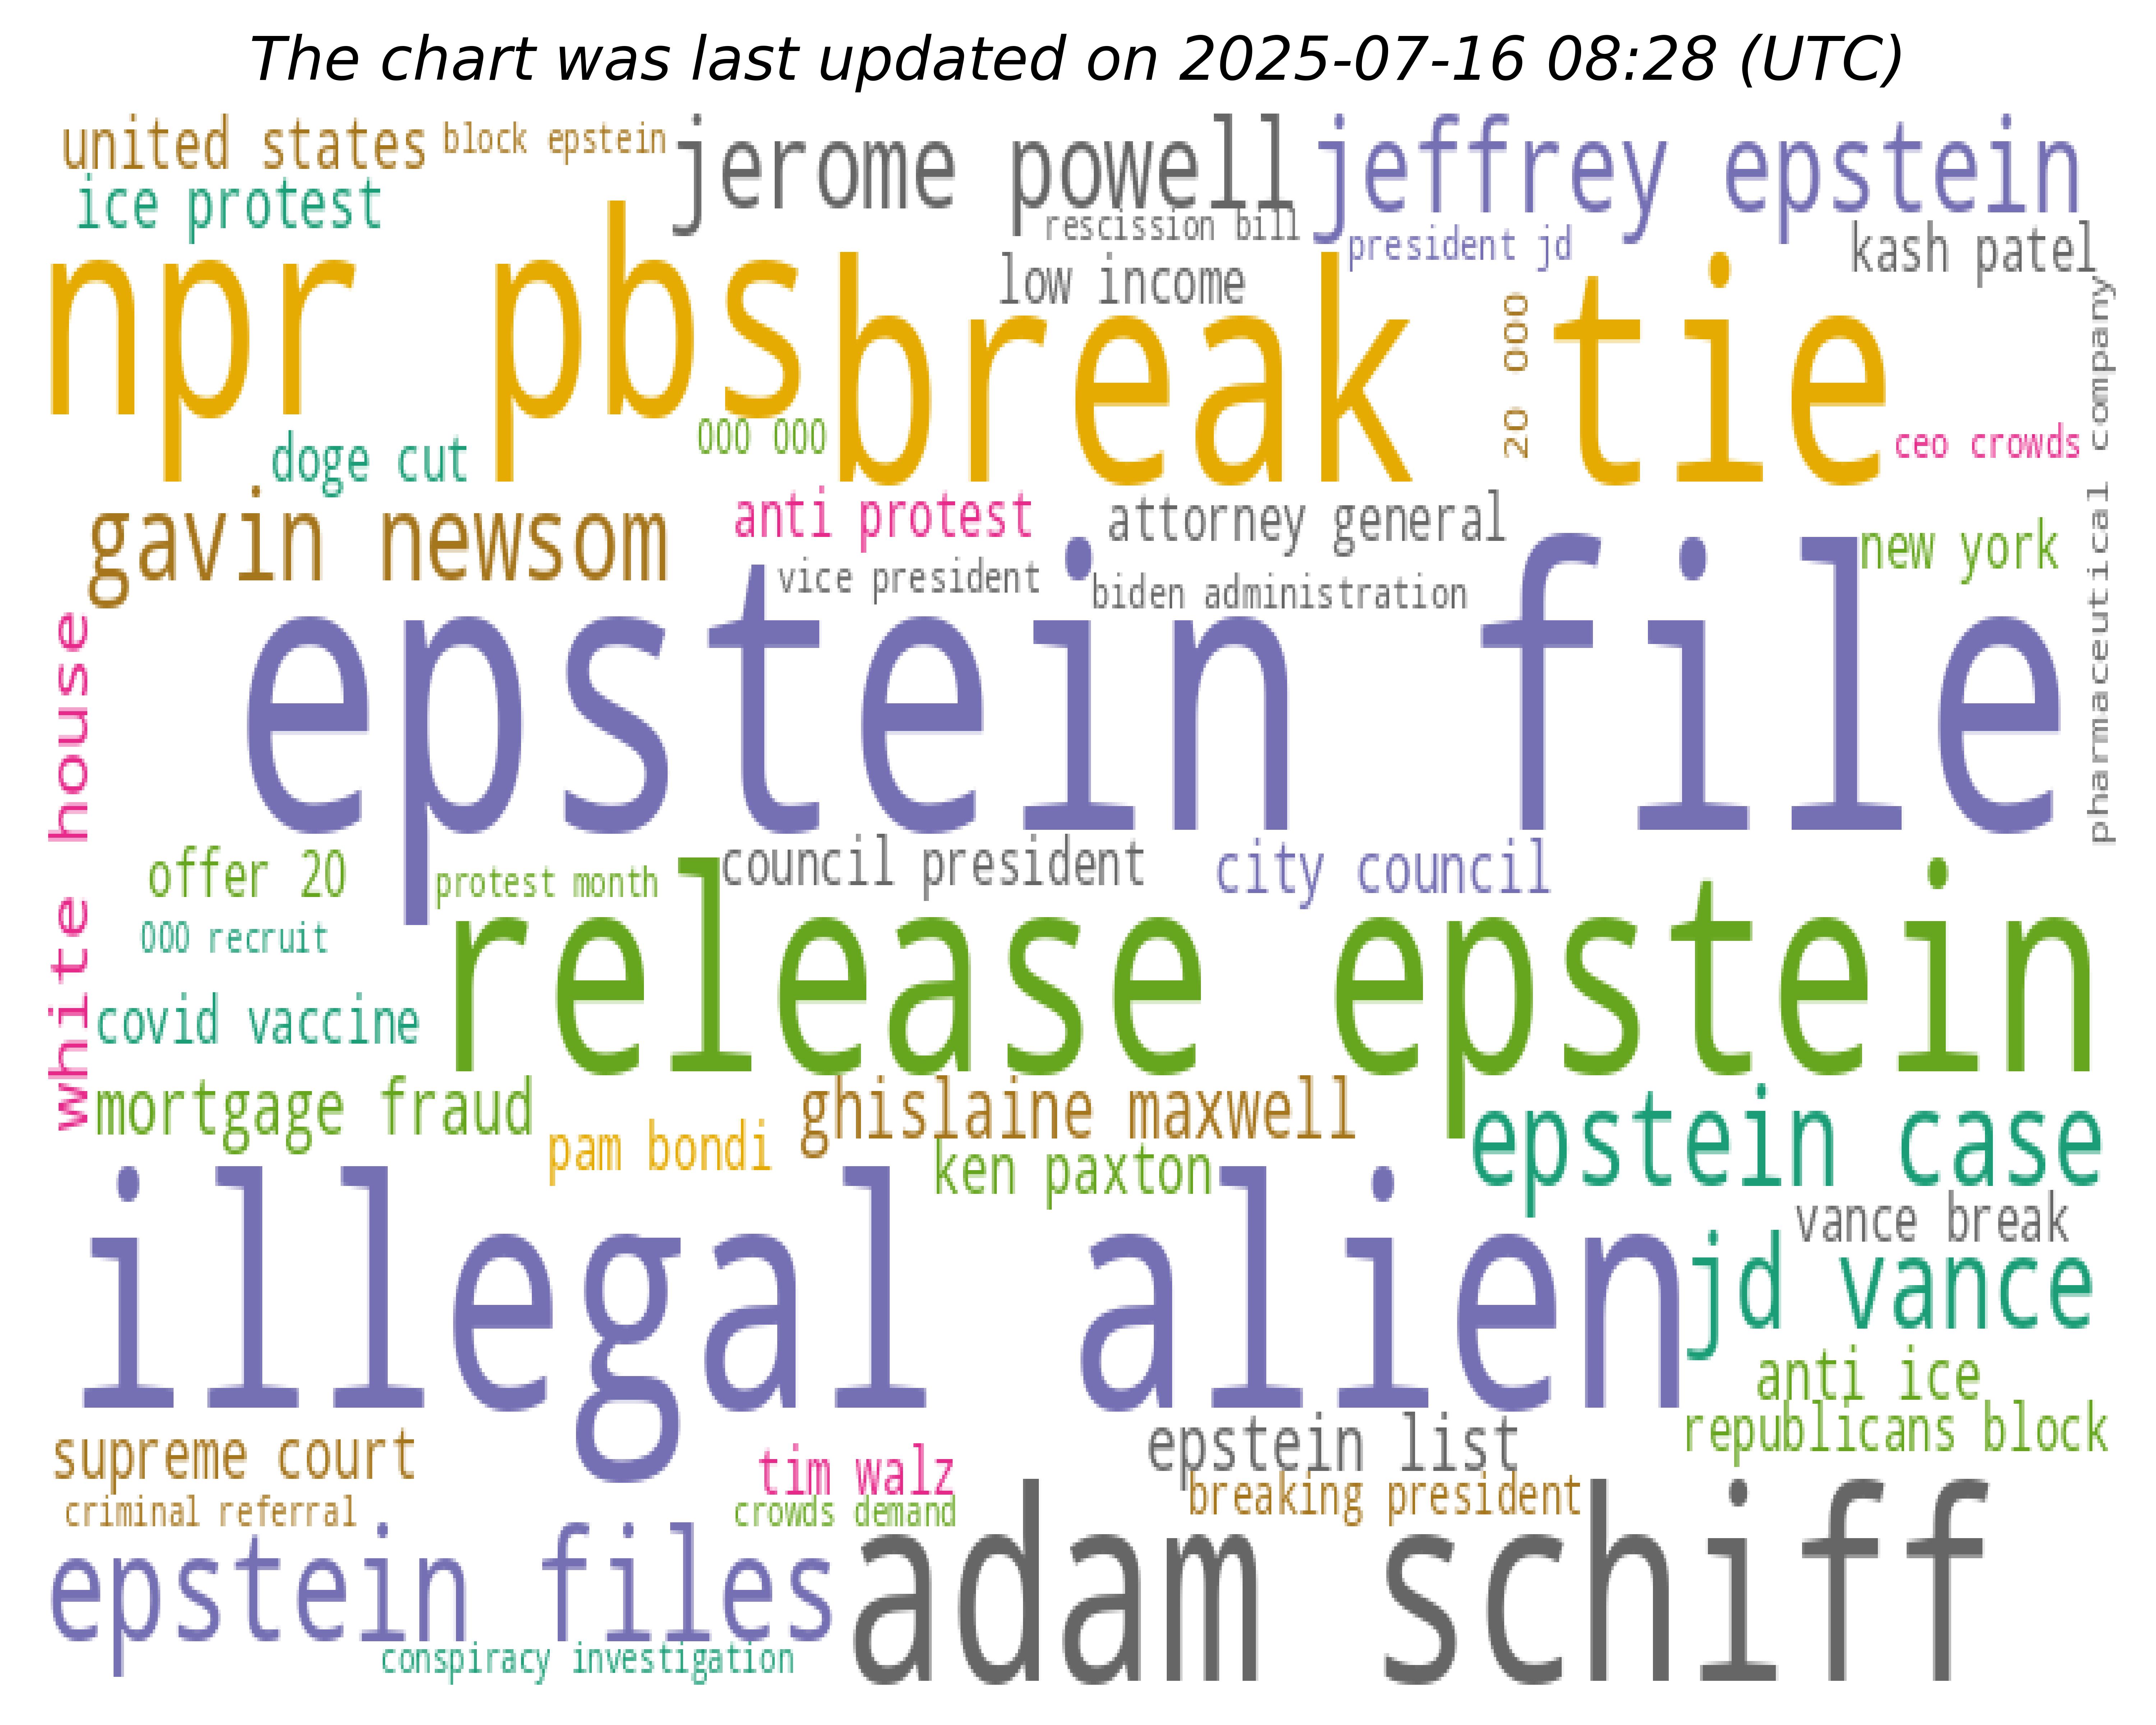 The chart was last updated on 2025-07-16 08:28 (UTC)
united states
block epstein
jerome powell
jeffrey epstein
ice protest
rescission bill
president jd
kash patel
npr pbs
low income
break tie
20 000
pharmaceutical company
doge cut
000 000
ceo crowds
gavin newsom
anti protest
attorney general
new york
vice president
biden administration
white house
epstein file
offer 20
protest month
council president
city council
000 recruit
release epstein
covid vaccine
mortgage fraud
pam bondi
ghislaine maxwell
ken paxton
epstein case
illegal alien
vance break
jd vance
anti ice
republicans block
supreme court
tim walz
epstein list
breaking president
criminal referral
crowds demand
epstein files
adam schiff
conspiracy investigation